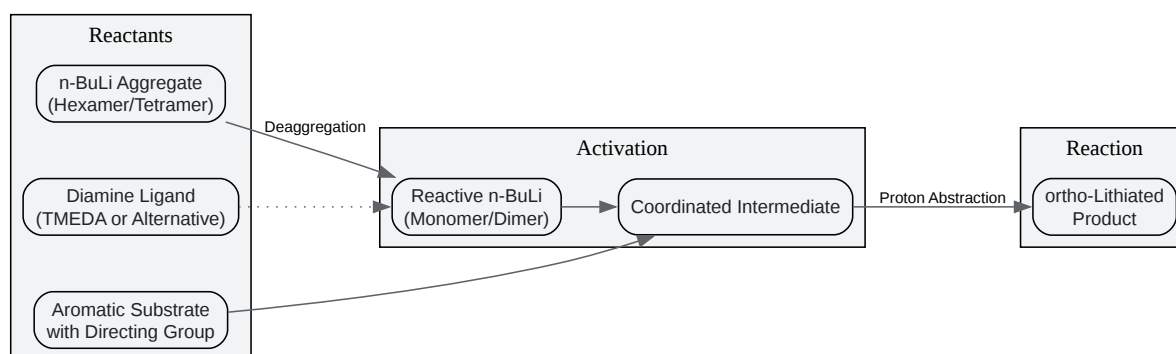 Reactants
n-BuLi Aggregate
(Hexamer/Tetramer)
Deaggregation
Diamine Ligand
(TMEDA or Alternative)
Aromatic Substrate
with Directing Group
Activation
Reactive n-BuLi
(Monomer/Dimer)
Coordinated Intermediate
Proton Abstraction
Reaction
ortho-Lithiated
Product